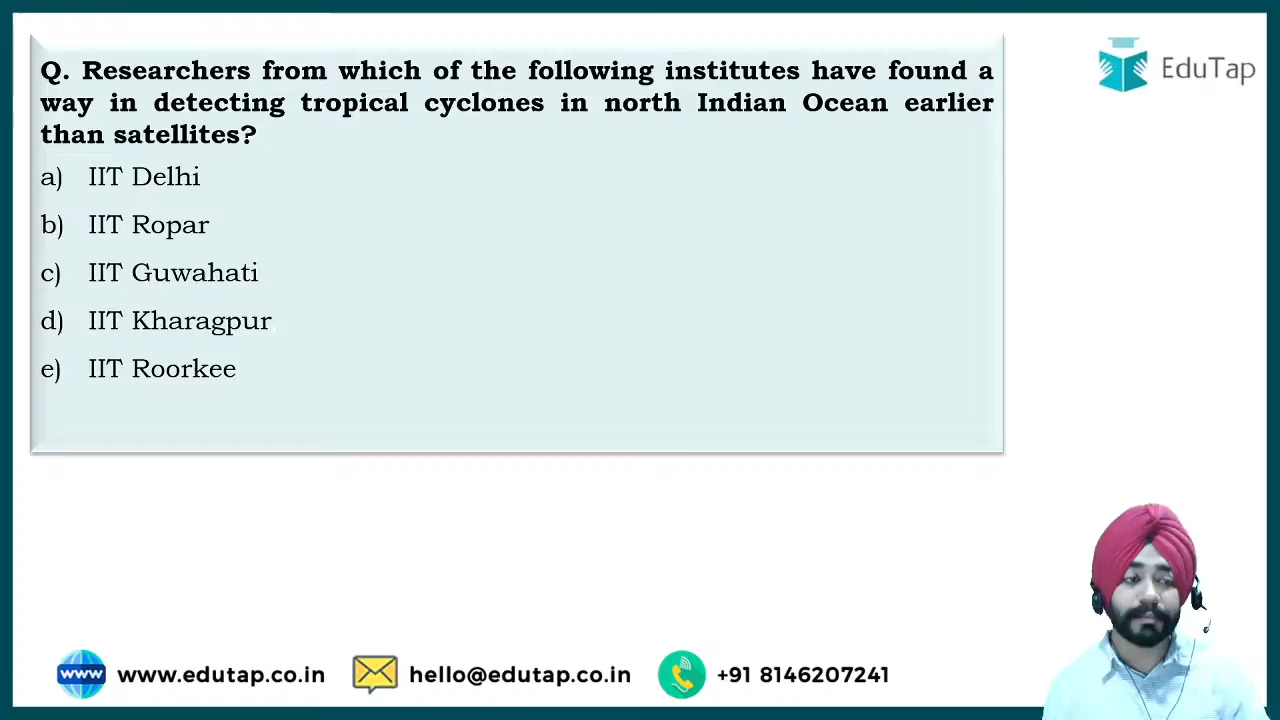 Q. Researchers from which of the following institutes have found a
way in detecting tropical cyclones in north Indian Ocean earlier
than satellites?
a) IIT Delhi
b) IIT Ropar
c) IIT Guwahati
d) IIT Kharagpur
e) IIT Roorkee
EduTap
www www.edutap.co.in hello@edutap.co.in +91 8146207241